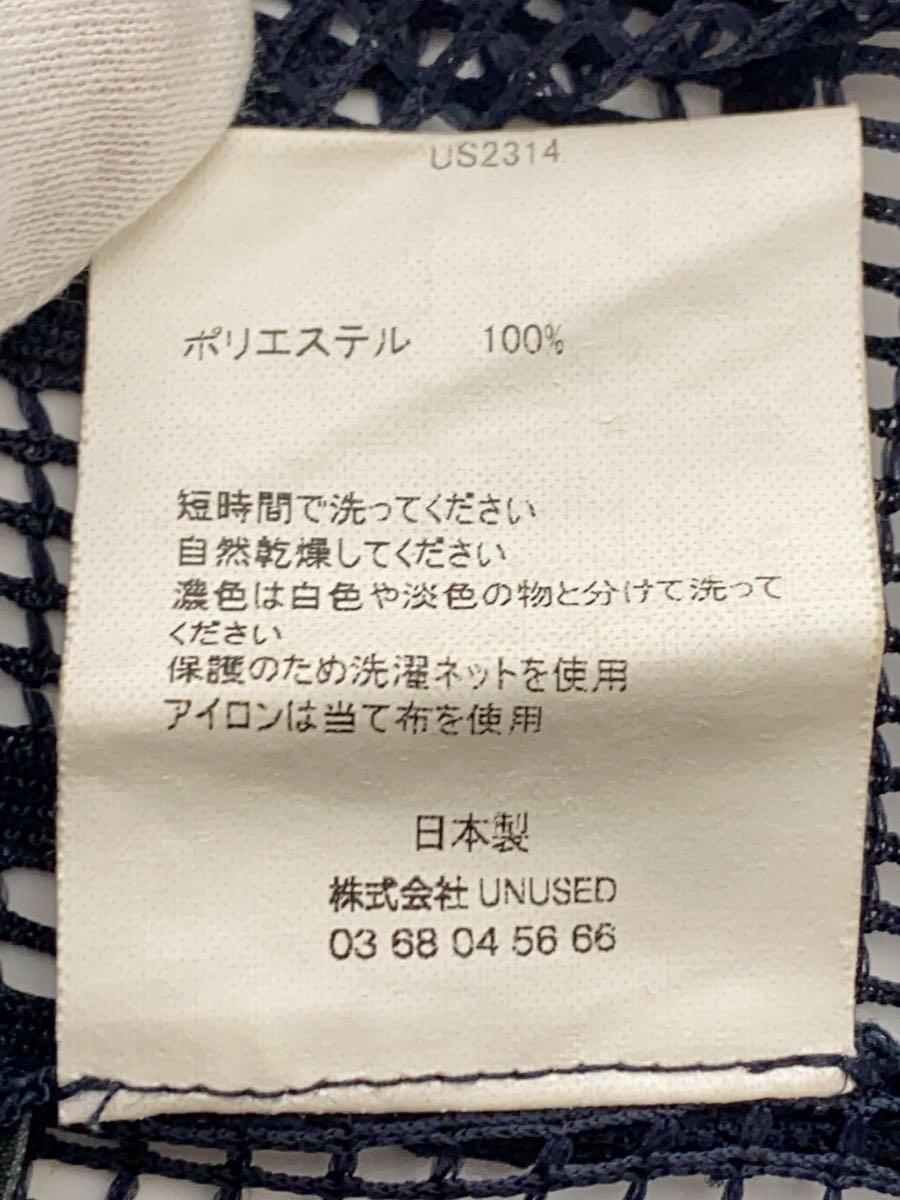 US2314
ポリエステル 100%
短時間で洗ってください
自然乾燥してください
濃色は白色や淡色の物と分けて洗って
ください
保護のため洗濯ネットを使用
アイロンは当て布を使用
日本製
株式会社 UNUSED
03 68 04 56 66